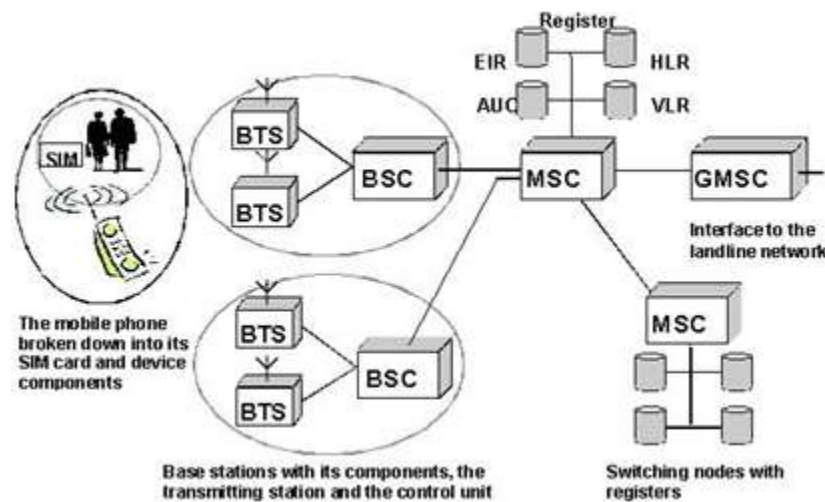 Register
EIR
HLR
AUC
VLR
SIM
BTS
BTS
BSC
MSC
GMSC
Interface to the
landline network
The mobile phone
broken down into its
SIM card and device
components
BTS
BTS
BSC
MSC
Base stations with its components, the
transmitting station and the control unit
Switching nodes with
registers